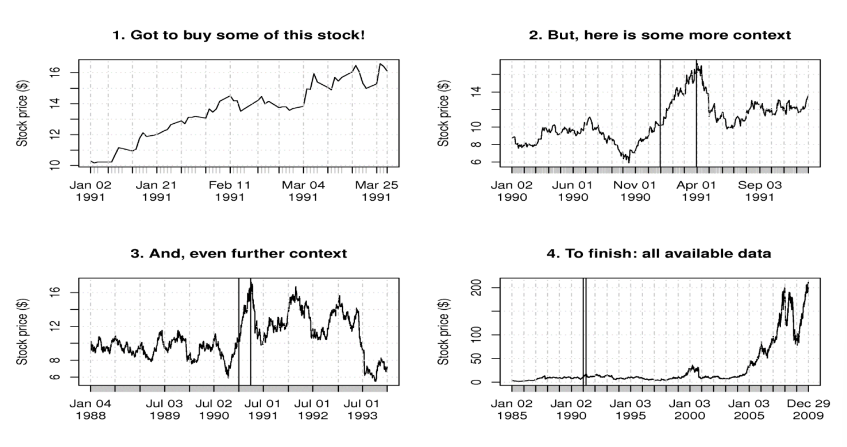 1. Got to buy some of this stock!
Stock price ($)
16
14
12
10
Jan 02 Jan 21 Feb 11 Mar 04 Mar 25
1991 1991 1991 1991 1991
2. But, here is some more context
Stock price ($)
14
10
8
6
Jan 02 Jun 01 Nov 01 Apr 01 Sep 03
1990 1990 1990 1991 1991
3. And, even further context
Stock price ($)
16
12
8
6
Jan 04 Jul 03 Jul 02 Jul 01 Jul 01 Jul 01
1988 1989 1990 1991 1992 1993
4. To finish: all available data
Stock price ($)
200
100
50
0
Jan 02 Jan 02 Jan 03 Jan 03 Jan 03 Dec 29
1985 1990 1995 2000 2005 2009